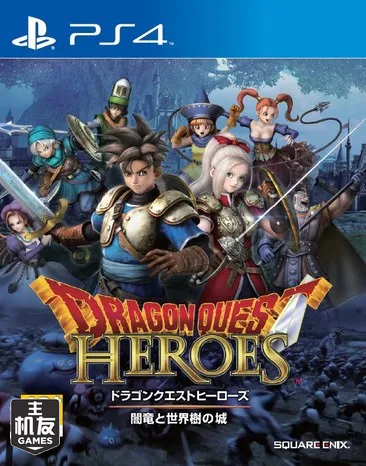 PS4
DRAGON QUEST
HEROES
ドラゴンクエストヒーローズ
闇竜と世界樹の城
主
机友
GAMES
SQUARE ENIX